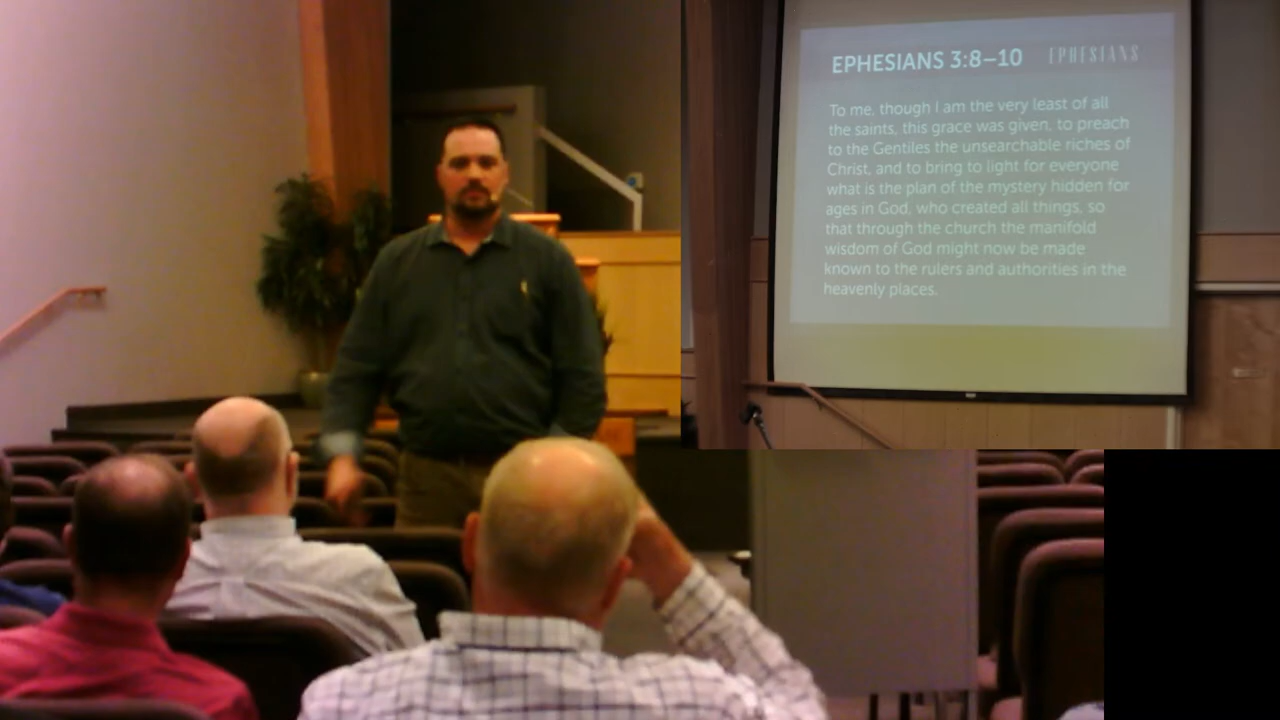 EPHESIANS 3:8–10 EPHESIANS
To me, though I am the very least of all
the saints, this grace was given, to preach
to the Gentiles the unsearchable riches of
Christ, and to bring to light for everyone
what is the plan of the mystery hidden for
ages in God, who created all things, so
that through the church the manifold
wisdom of God might now be made
known to the rulers and authorities in the
heavenly places.